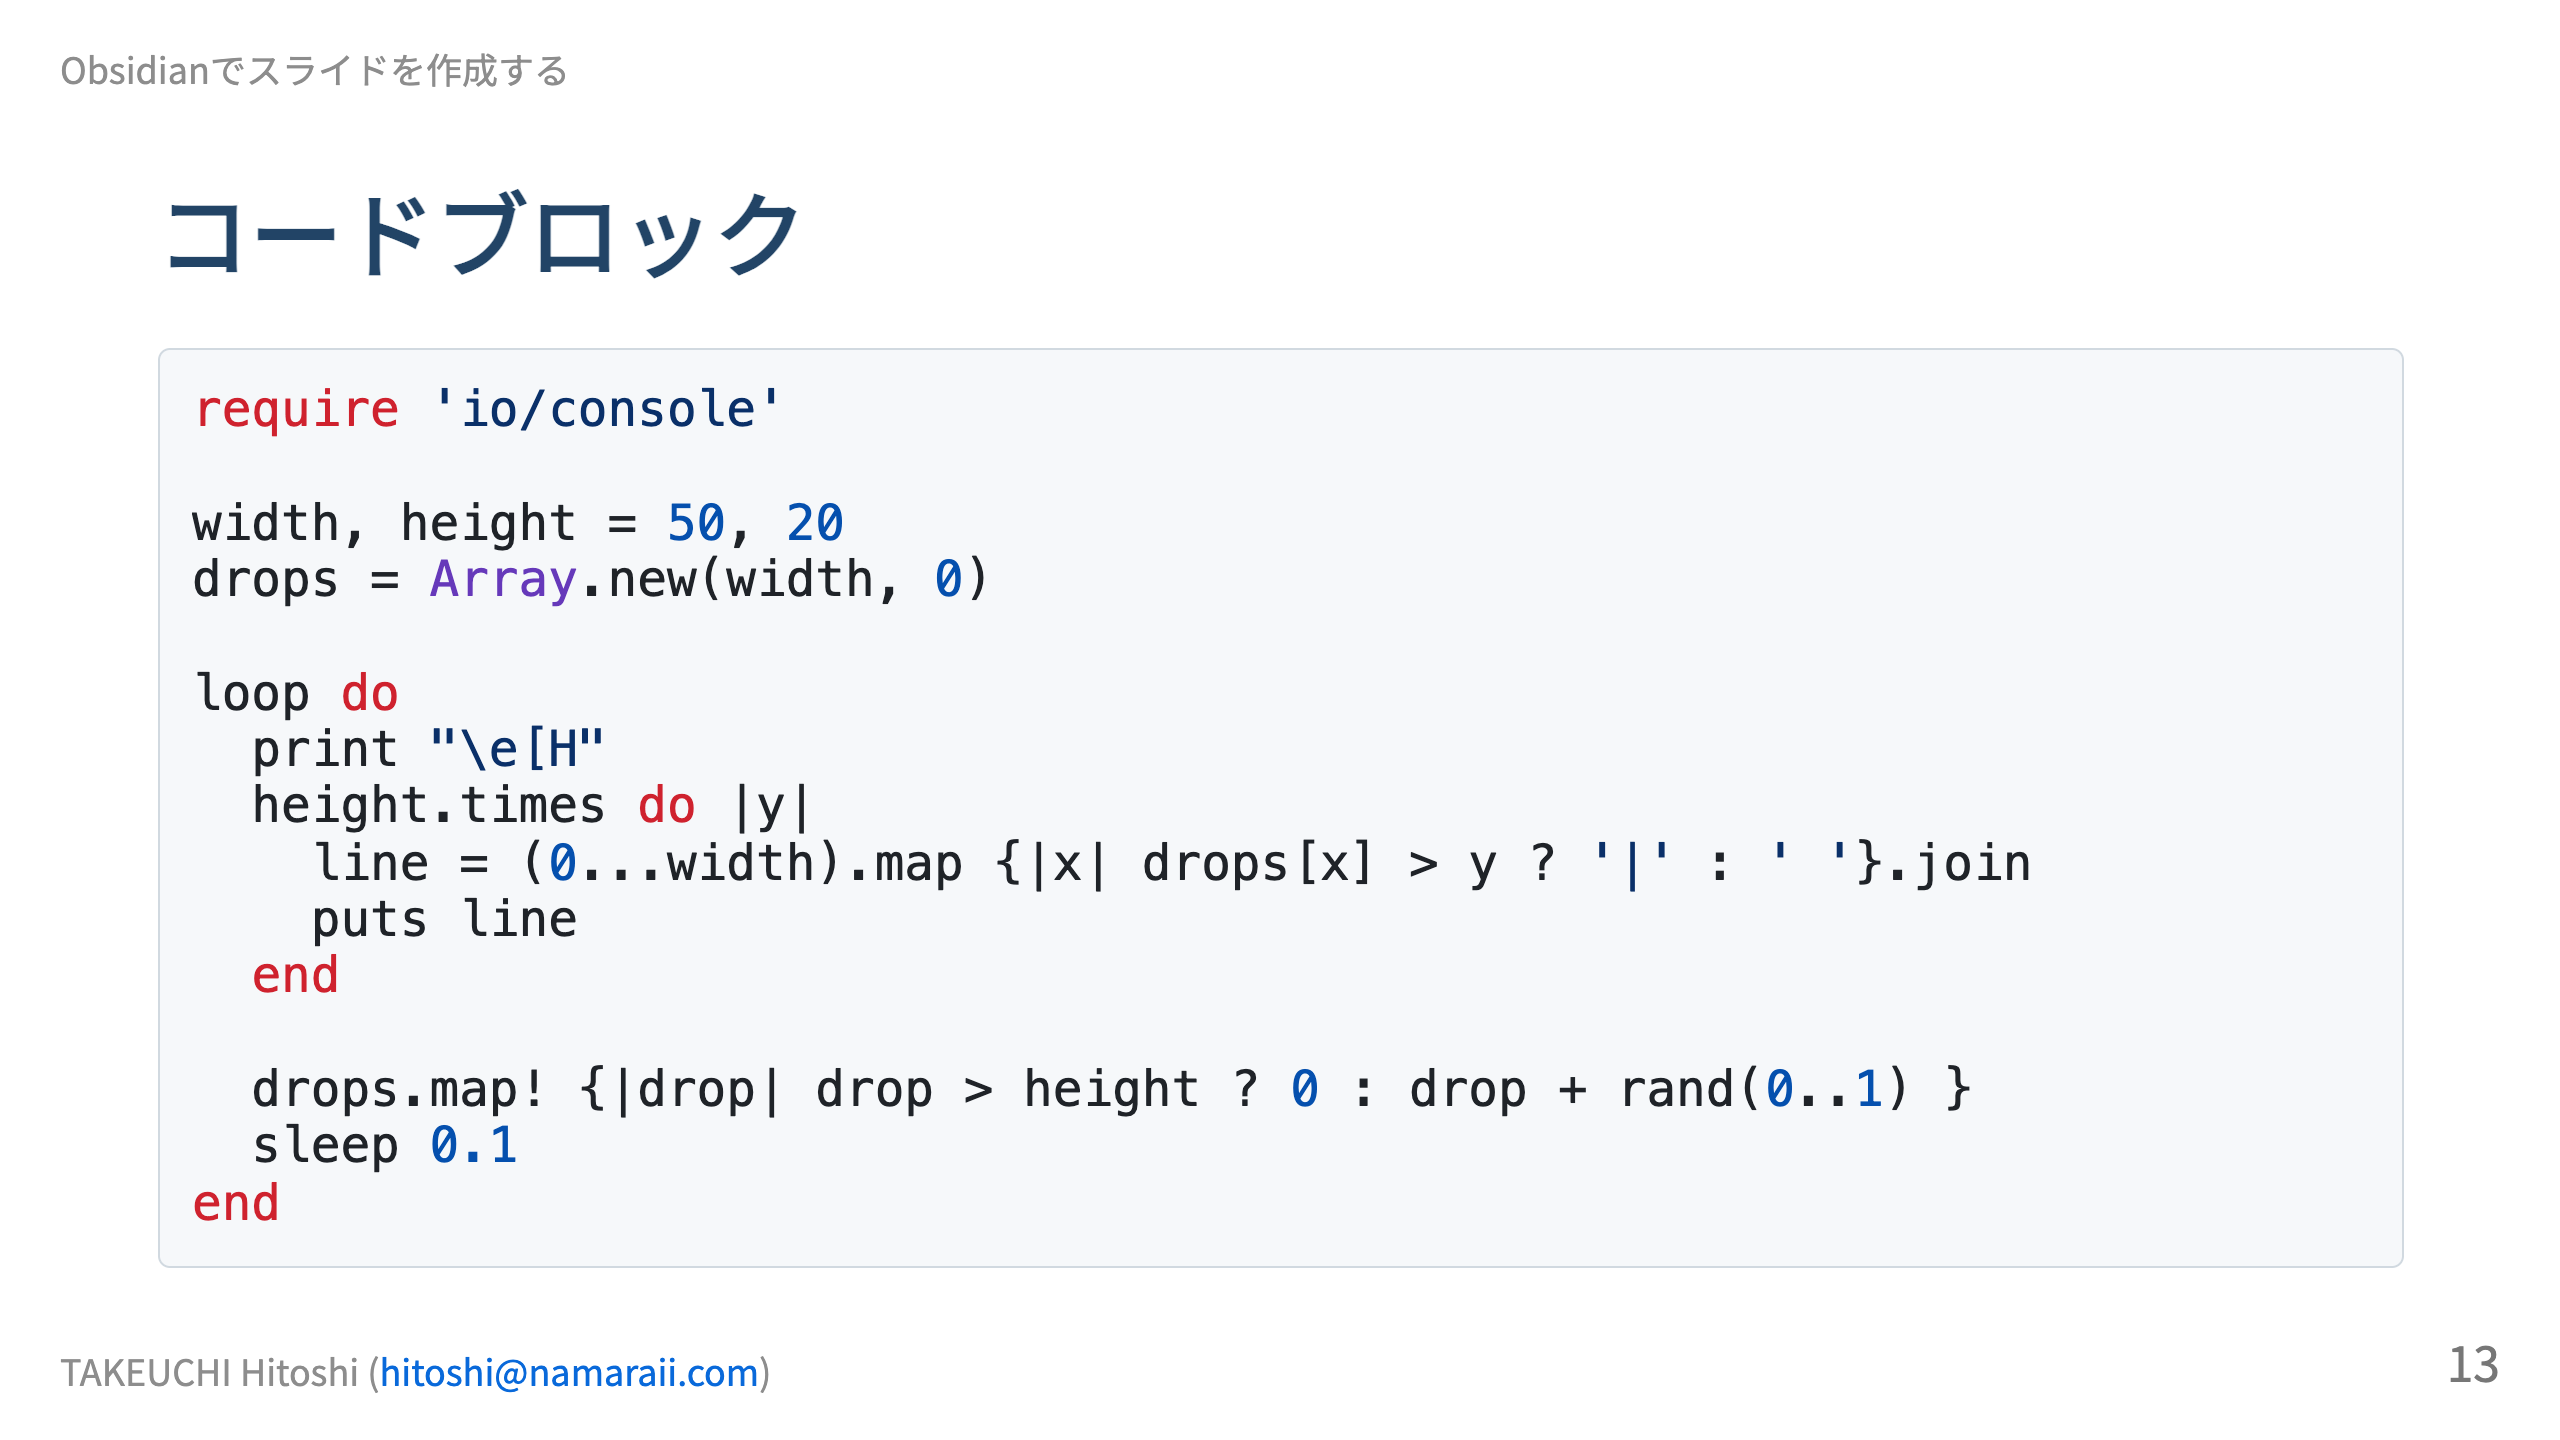 Obsidianでスライドを作成する
コードブロック
require 'io/console'

width, height = 50, 20
drops = Array.new(width, 0)

loop do
  print "\e[H"
  height.times do |y|
    line = (0...width).map {|x| drops[x] > y ? '|' : ' '}.join
    puts line
  end

  drops.map! {|drop| drop > height ? 0 : drop + rand(0..1) }
  sleep 0.1
end
TAKEUCHI Hitoshi (hitoshi@namaraii.com)
13